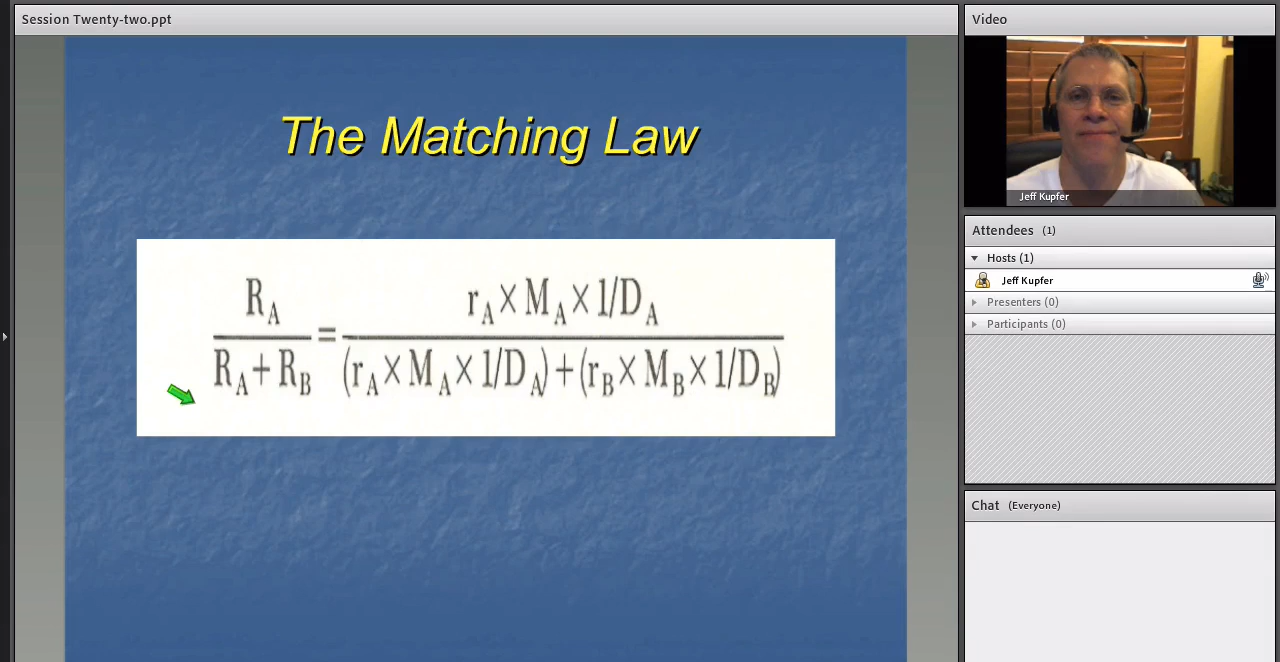 Session Twenty-two.ppt
The Matching Law
R_A / (R_A + R_B) = (r_A × M_A × 1/D_A) / ((r_A × M_A × 1/D_A) + (r_B × M_B × 1/D_B))
Video
Jeff Kupfer
Attendees (1)
Hosts (1)
Jeff Kupfer
Presenters (0)
Participants (0)
Chat (Everyone)